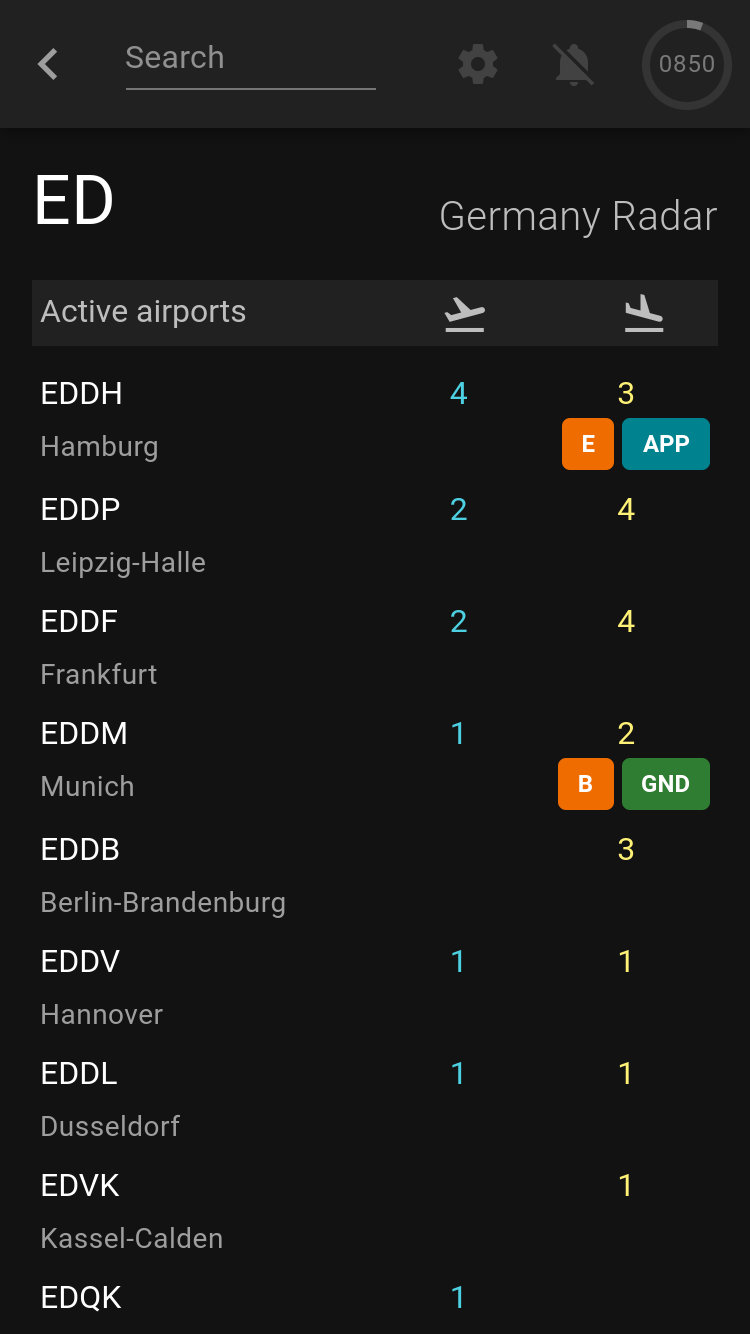 Search 0850
ED Germany Radar
Active airports
EDDH 4 3
Hamburg E APP
EDDP 2 4
Leipzig-Halle
EDDF 2 4
Frankfurt
EDDM 1 2
Munich B GND
EDDB 3
Berlin-Brandenburg
EDDV 1 1
Hannover
EDDL 1 1
Dusseldorf
EDVK 1
Kassel-Calden
EDQK 1